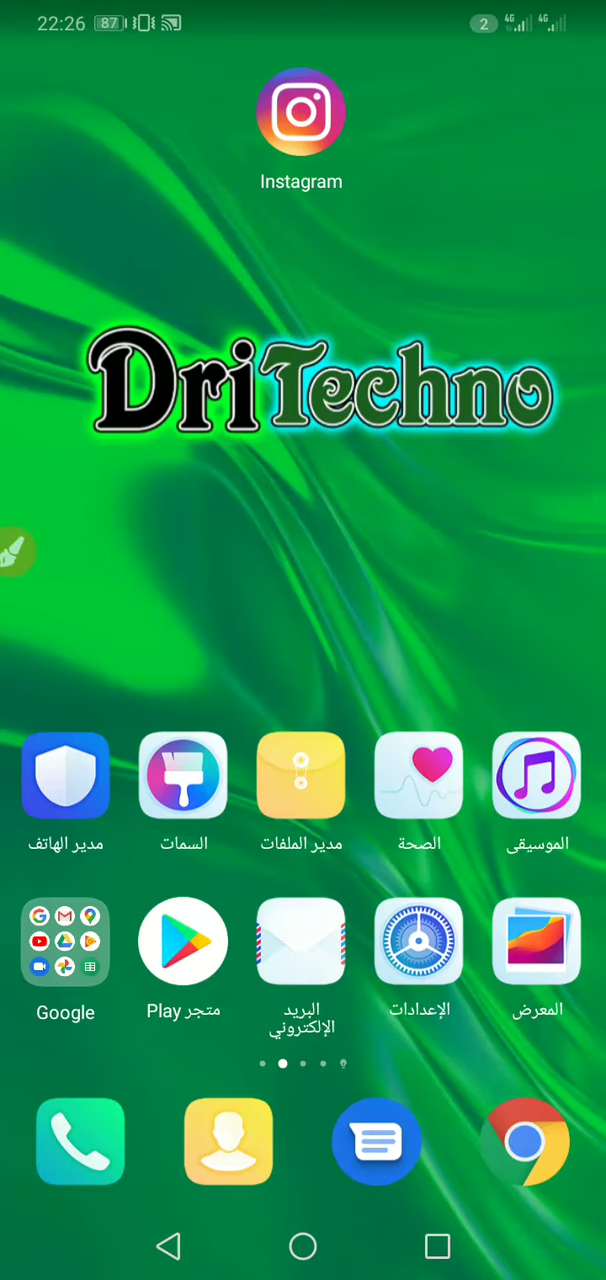 22:26 87 2 4G 4G
Instagram
DriTechno
الموسيقى
الصحة
مدير الملفات
السمات
مدير الهاتف
المعرض
الإعدادات
البريد
الإلكتروني
متجر Play
Google